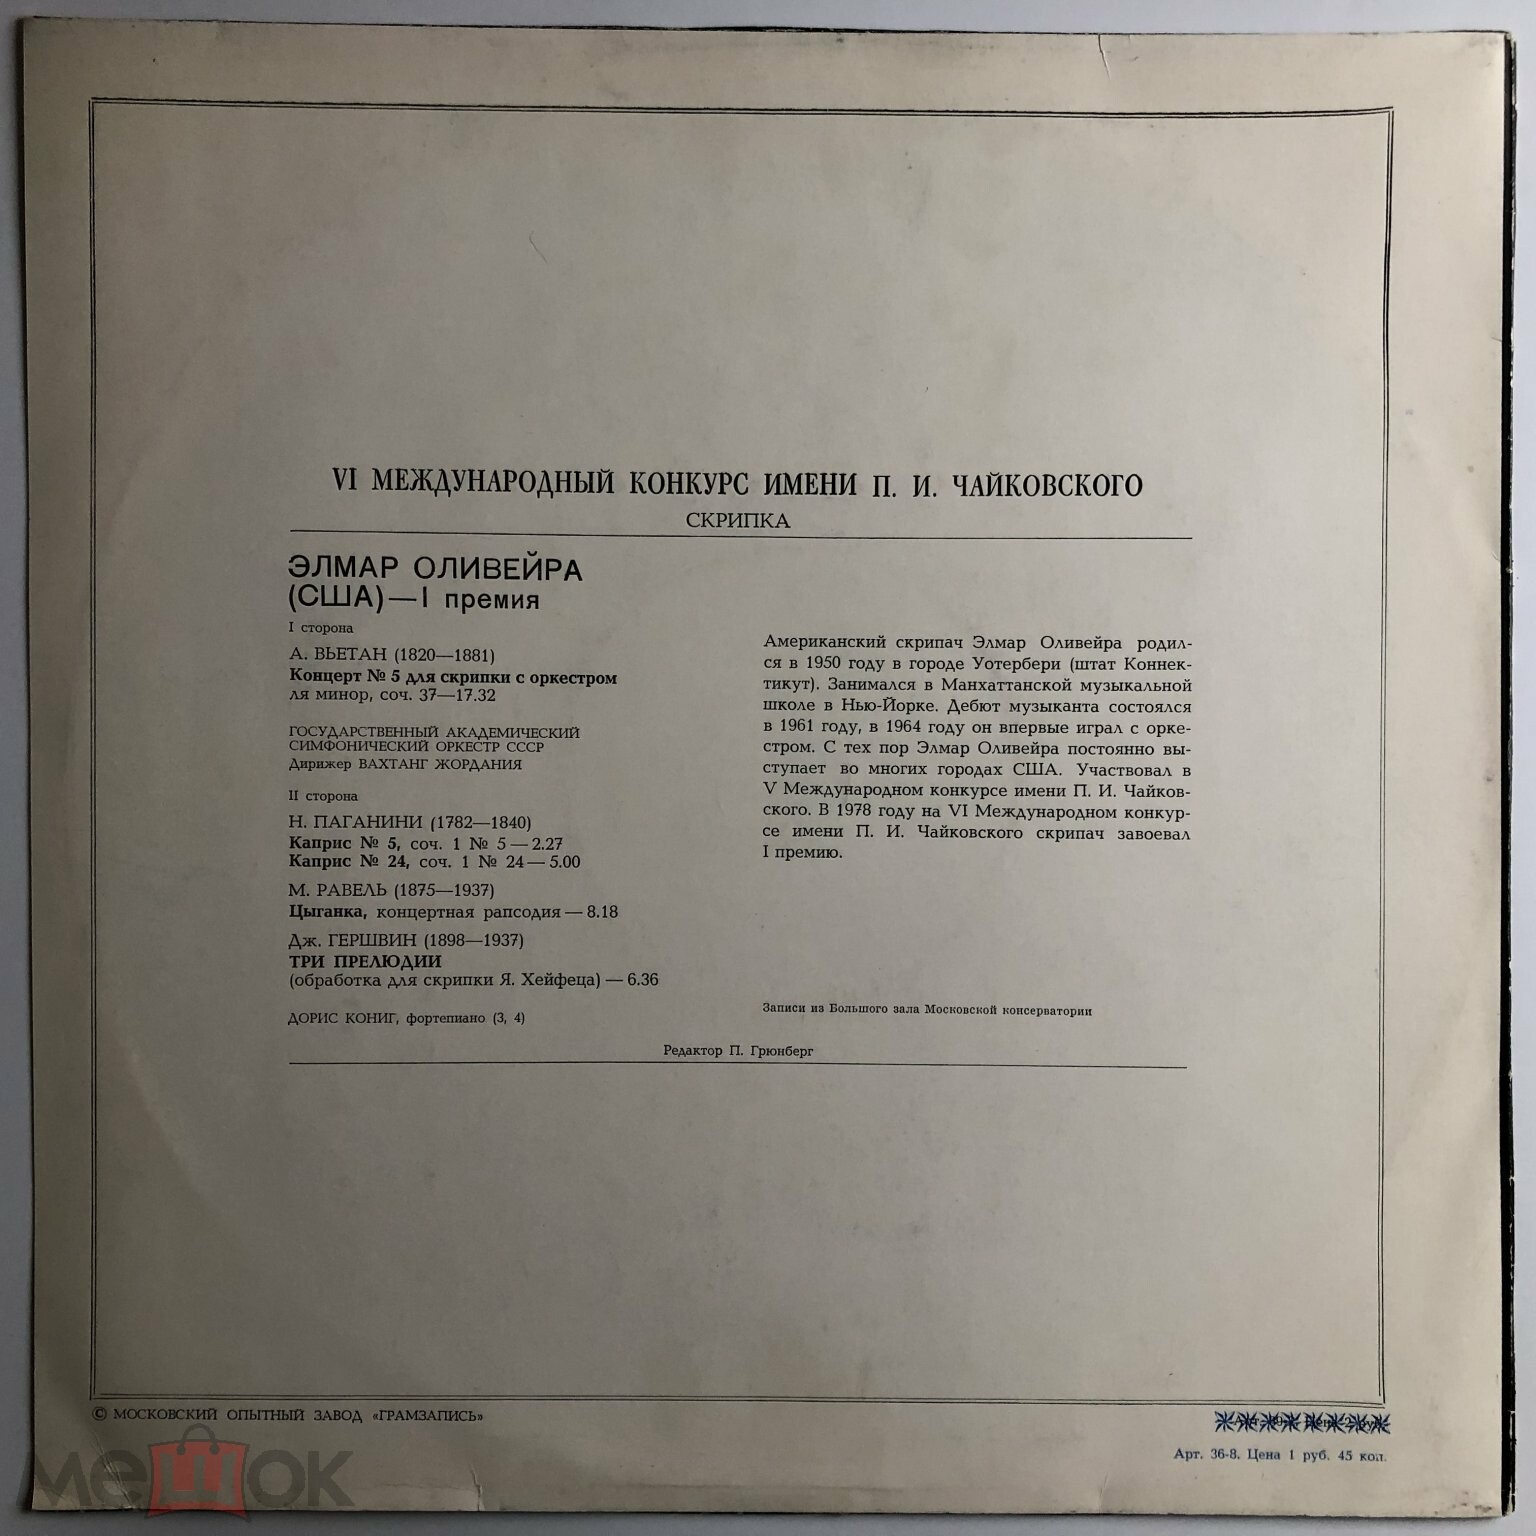 VI МЕЖДУНАРОДНЫЙ КОНКУРС ИМЕНИ П. И. ЧАЙКОВСКОГО
СКРИПКА
ЭЛМАР ОЛИВЕЙРА
(США)—I премия
I сторона
А. ВЬЕТАН (1820—1881)
Концерт № 5 для скрипки с оркестром
ля минор, соч. 37—17.32
ГОСУДАРСТВЕННЫЙ АКАДЕМИЧЕСКИЙ
СИМФОНИЧЕСКИЙ ОРКЕСТР СССР
Дирижер ВАХТАНГ ЖОРДАНИЯ
II сторона
Н. ПАГАНИНИ (1782—1840)
Каприс № 5, соч. 1 № 5—2.27
Каприс № 24, соч. 1 № 24—5.00
М. РАВЕЛЬ (1875—1937)
Цыганка, концертная рапсодия—8.18
Дж. ГЕРШВИН (1898—1937)
ТРИ ПРЕЛЮДИИ
(обработка для скрипки Я. Хейфеца)—6.36
ДОРИС КОНИГ, фортепиано (3, 4)
Американский скрипач Элмар Оливейра родил-
ся в 1950 году в городе Уотербери (штат Коннек-
тикут). Занимался в Манхаттанской музыкальной
школе в Нью-Йорке. Дебют музыканта состоялся
в 1961 году, в 1964 году он впервые играл с орке-
стром. С тех пор Элмар Оливейра постоянно вы-
ступает во многих городах США. Участвовал в
V Международном конкурсе имени П. И. Чайков-
ского. В 1978 году на VI Международном конкур-
се имени П. И. Чайковского скрипач завоевал
I премию.
Записи из Большого зала Московской консерватории
Редактор П. Грюнберг
© МОСКОВСКИЙ ОПЫТНЫЙ ЗАВОД «ГРАМЗАПИСЬ»
Арт. 36-8. Цена 1 руб. 45 коп.
мешок